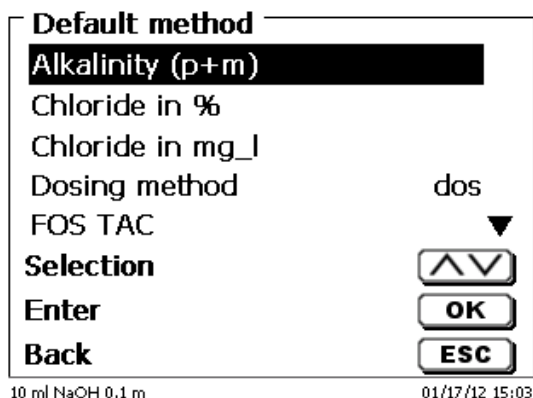 Default method
Alkalinity (p+m)
Chloride in %
Chloride in mg_l
Dosing method dos
FOS TAC
Selection
Enter OK
Back ESC
10 ml NaOH 0.1 m 01/17/12 15:03